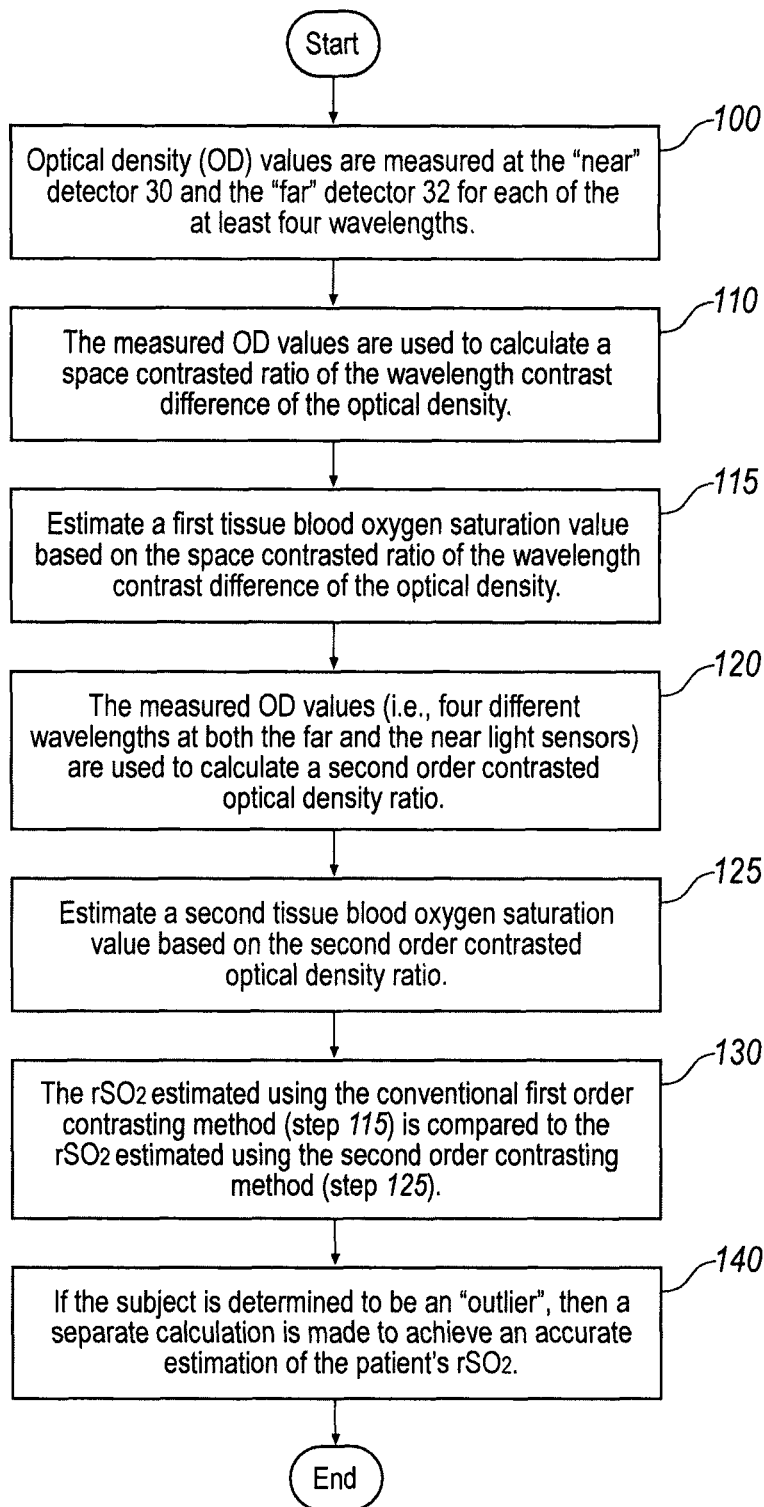 Start
100
Optical density (OD) values are measured at the “near”
detector 30 and the “far” detector 32 for each of the
at least four wavelengths.
110
The measured OD values are used to calculate a
space contrasted ratio of the wavelength contrast
difference of the optical density.
115
Estimate a first tissue blood oxygen saturation value
based on the space contrasted ratio of the wavelength
contrast difference of the optical density.
120
The measured OD values (i.e., four different
wavelengths at both the far and the near light sensors)
are used to calculate a second order contrasted
optical density ratio.
125
Estimate a second tissue blood oxygen saturation
value based on the second order contrasted
optical density ratio.
130
The rSO2 estimated using the conventional first order
contrasting method (step 115) is compared to the
rSO2 estimated using the second order contrasting
method (step 125).
140
If the subject is determined to be an “outlier”, then a
separate calculation is made to achieve an accurate
estimation of the patient’s rSO2.
End